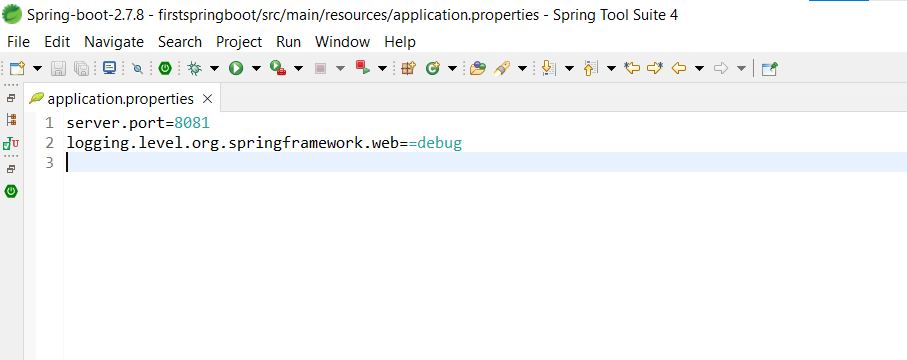 Spring-boot-2.7.8 - firstspringboot/src/main/resources/application.properties - Spring Tool Suite 4
File Edit Navigate Search Project Run Window Help
application.properties
1 server.port=8081
2 logging.level.org.springframework.web==debug
3